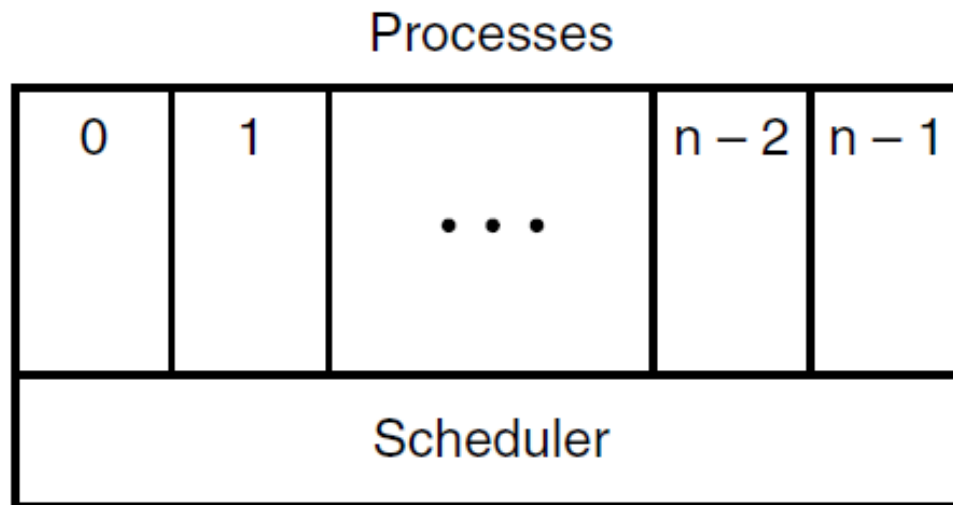 Processes
0 1 • • • n – 2 n – 1
Scheduler